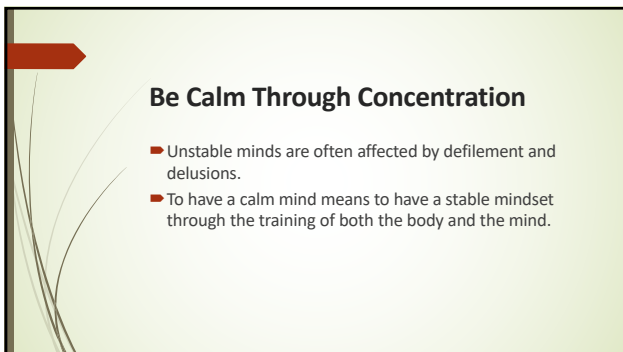 Be Calm Through Concentration
Unstable minds are often affected by defilement and
delusions.
To have a calm mind means to have a stable mindset
through the training of both the body and the mind.